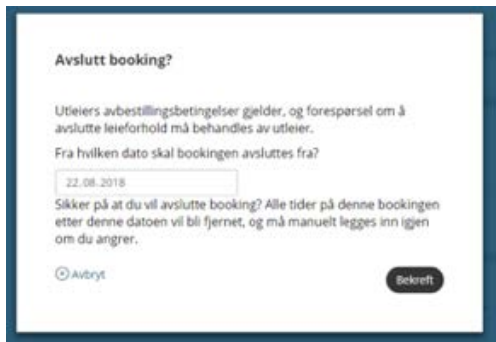 Avslutt booking?
Utleiers avbestillingsbetingelser gjelder, og forespørsel om å
avslutte leieforhold må behandles av utleier.
Fra hvilken dato skal bookingen avsluttes fra?
22.08.2018
Sikker på at du vil avslutte booking? Alle tider på denne bookingen
etter denne datoen vil bli fjernet, og må manuelt legges inn igjen
om du angrer.
Avbryt
Bekreft